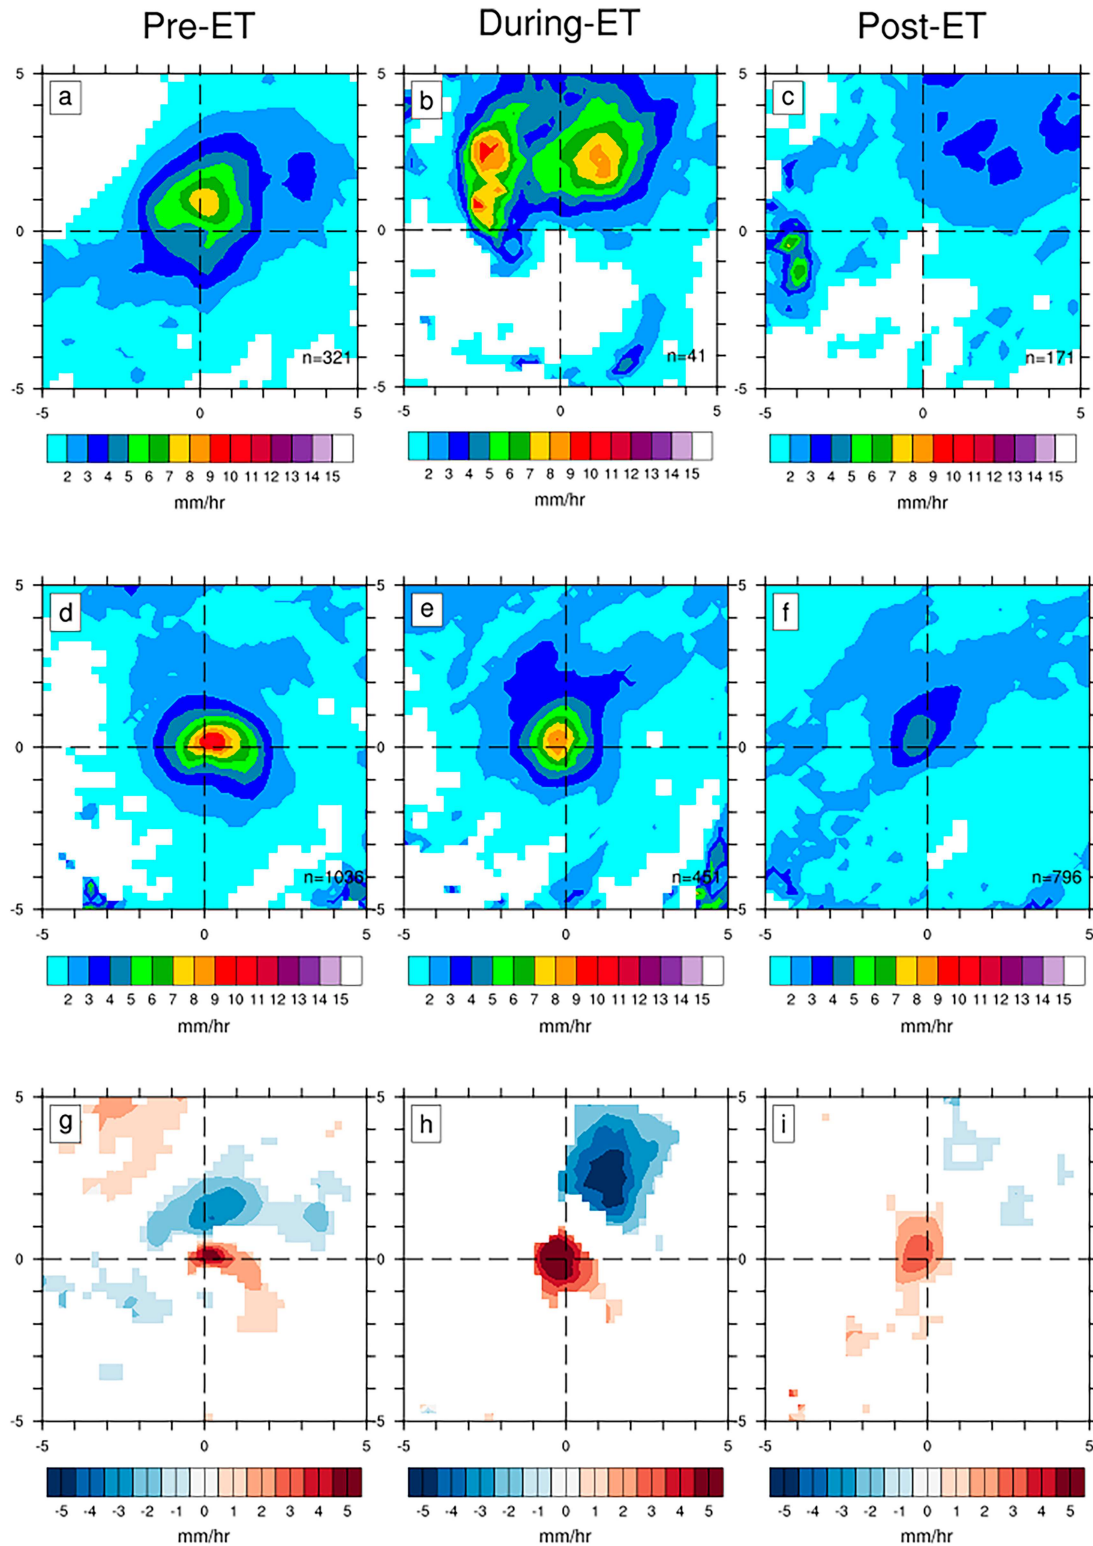 Pre-ET During-ET Post-ET
a b c
5 5 5
0 0 0
n=321 n=41 n=171
-5 -5 -5
-5 0 5 -5 0 5 -5 0 5
2 3 4 5 6 7 8 9 10 11 12 13 14 15 2 3 4 5 6 7 8 9 10 11 12 13 14 15 2 3 4 5 6 7 8 9 10 11 12 13 14 15
mm/hr mm/hr mm/hr
5 5 5
d e f
0 0 0
n=1036 n=451 n=796
-5 -5 -5
-5 0 5 -5 0 5 -5 0 5
2 3 4 5 6 7 8 9 10 11 12 13 14 15 2 3 4 5 6 7 8 9 10 11 12 13 14 15 2 3 4 5 6 7 8 9 10 11 12 13 14 15
mm/hr mm/hr mm/hr
5 5 5
g h i
0 0 0
-5 -5 -5
-5 0 5 -5 0 5 -5 0 5
-5 -4 -3 -2 -1 0 1 2 3 4 5 -5 -4 -3 -2 -1 0 1 2 3 4 5 -5 -4 -3 -2 -1 0 1 2 3 4 5
mm/hr mm/hr mm/hr